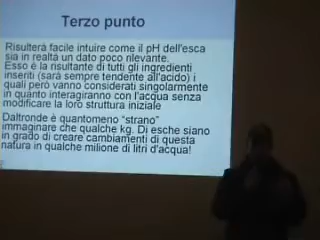 Terzo punto
Risulterà facile intuire come il pH dell'esca
sia in realtà un dato poco rilevante.
Esso è la risultante di tutti gli ingredienti
inseriti (sarà sempre tendente all'acido) i
quali però vanno considerati singolarmente
in quanto interagiranno con l'acqua senza
modificare la loro struttura iniziale
Daltronde è quantomeno "strano"
immaginare che qualche kg. Di esche siano
in grado di creare cambiamenti di questa
natura in qualche milione di litri d'acqua!